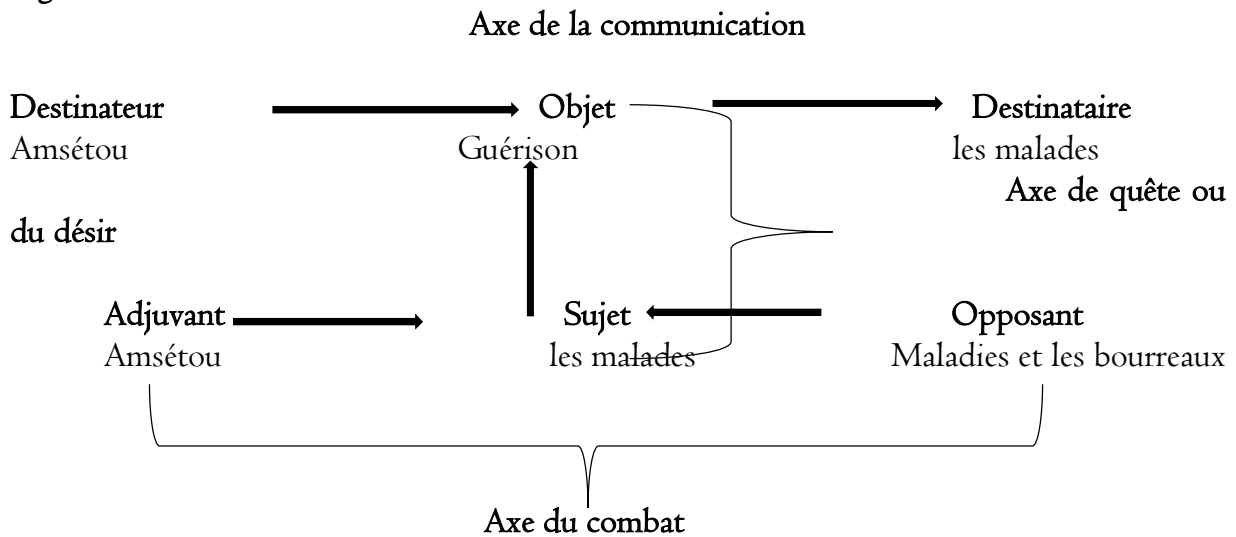 Axe de la communication
Destinateur Objet Destinataire
Amsétou Guérison les malades
Axe de quête ou
du désir
Adjuvant Sujet Opposant
Amsétou les malades Maladies et les bourreaux
Axe du combat